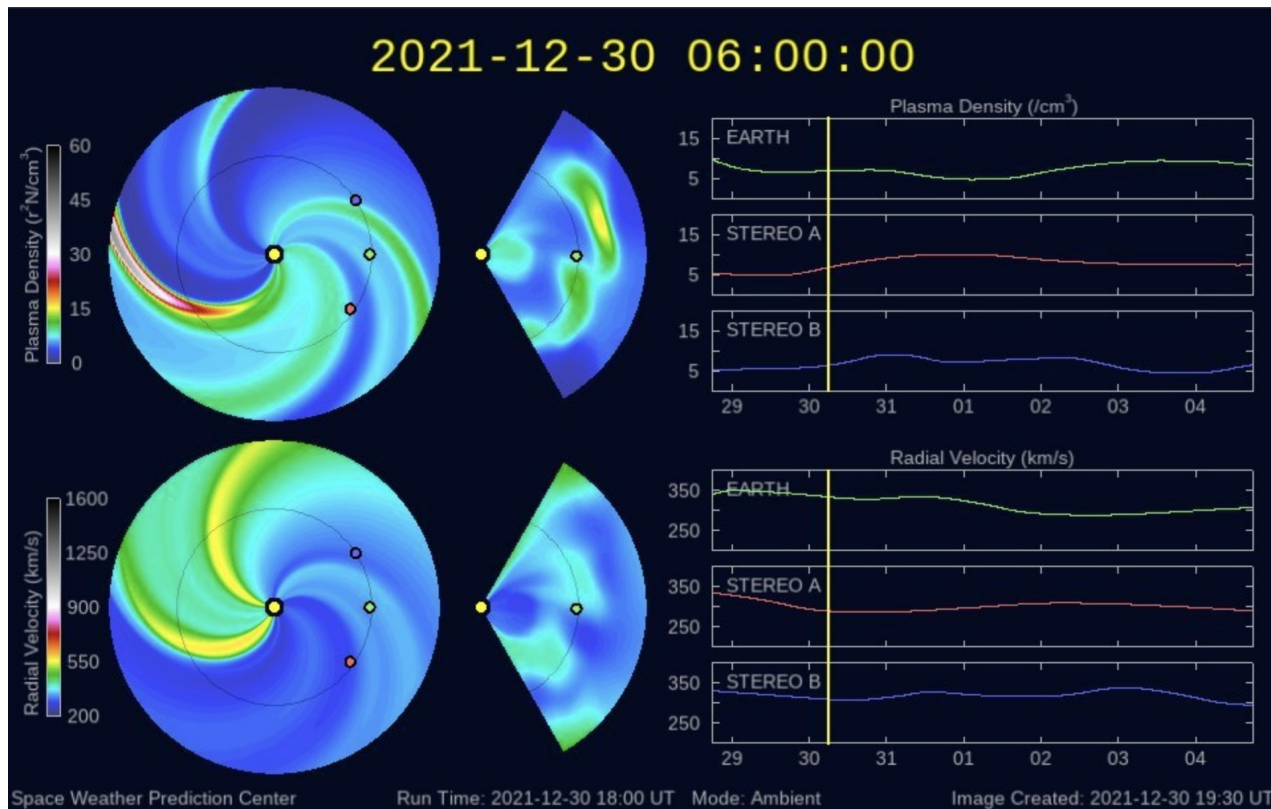 2021-12-30 06:00:00
Plasma Density (r²N/cm³)
60
45
30
15
0
Plasma Density (/cm³)
15
5
EARTH
15
5
STEREO A
15
5
STEREO B
29 30 31 01 02 03 04
Radial Velocity (km/s)
1600
1250
900
550
200
Radial Velocity (km/s)
350
250
EARTH
350
250
STEREO A
350
250
STEREO B
29 30 31 01 02 03 04
Space Weather Prediction Center Run Time: 2021-12-30 18:00 UT Mode: Ambient Image Created: 2021-12-30 19:30 UT